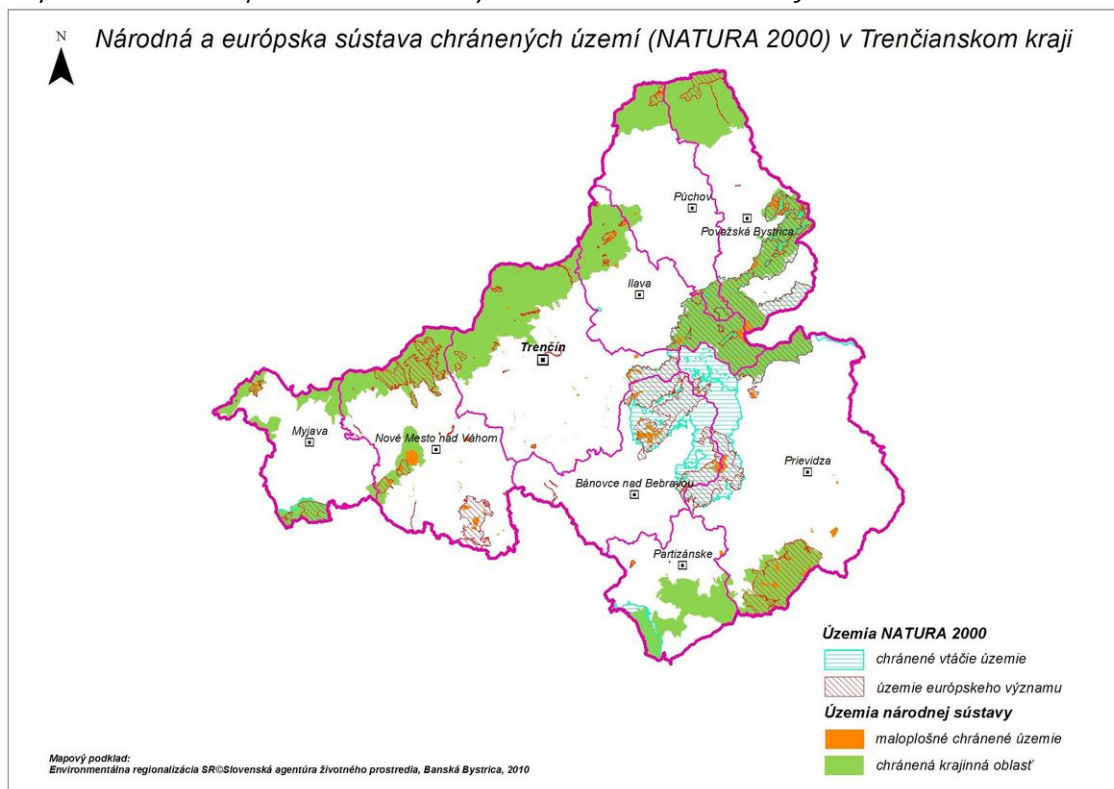 N
Národná a európska sústava chránených území (NATURA 2000) v Trenčianskom kraji
Púchov
Považská Bystrica
Ilava
Trenčín
Myjava
Nové Mesto nad Váhom
Prievidza
Bánovce nad Bebravou
Partizánske
Územia NATURA 2000
chránené vtáčie územie
územie európskeho významu
Územia národnej sústavy
maloplošné chránené územie
chránená krajinná oblasť
Mapový podklad:
Environmentálna regionalizácia SR©Slovenská agentúra životného prostredia, Banská Bystrica, 2010